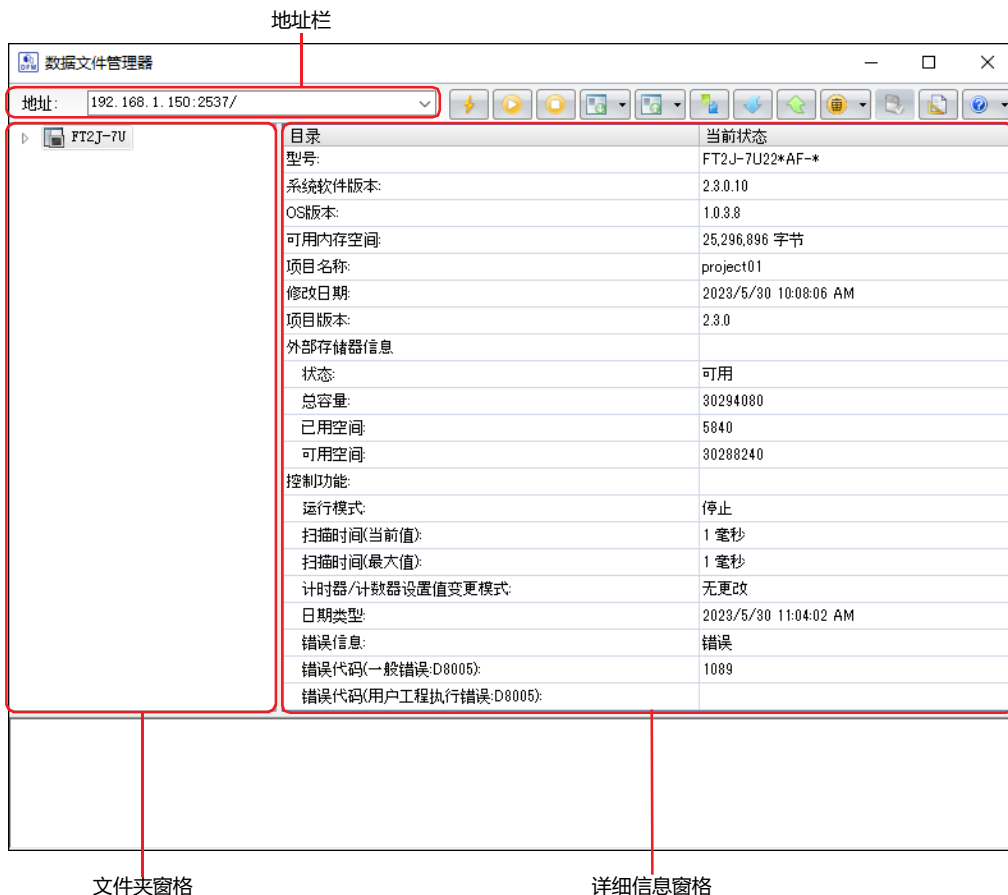 地址栏
数据文件管理器
地址: 192.168.1.150:2537/
FT2J-7U
目录 当前状态
型号: FT2J-7U22*AF-*
系统软件版本: 2.3.0.10
OS版本: 1.0.3.8
可用内存空间: 25,296,896 字节
项目名称: project01
修改日期: 2023/5/30 10:08:06 AM
项目版本: 2.3.0
外部存储器信息
状态: 可用
总容量: 30294080
已用空间: 5840
可用空间: 30288240
控制功能:
运行模式: 停止
扫描时间(当前值): 1 毫秒
扫描时间(最大值): 1 毫秒
计时器/计数器设置值变更模式: 无更改
日期类型: 2023/5/30 11:04:02 AM
错误信息: 错误
错误代码(一般错误:D8005): 1089
错误代码(用户工程执行错误:D8005):
文件夹窗格 详细信息窗格